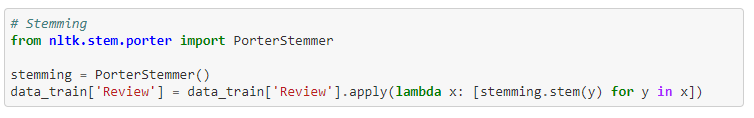 # Stemming
from nltk.stem.porter import PorterStemmer

stemming = PorterStemmer()
data_train['Review'] = data_train['Review'].apply(lambda x: [stemming.stem(y) for y in x])